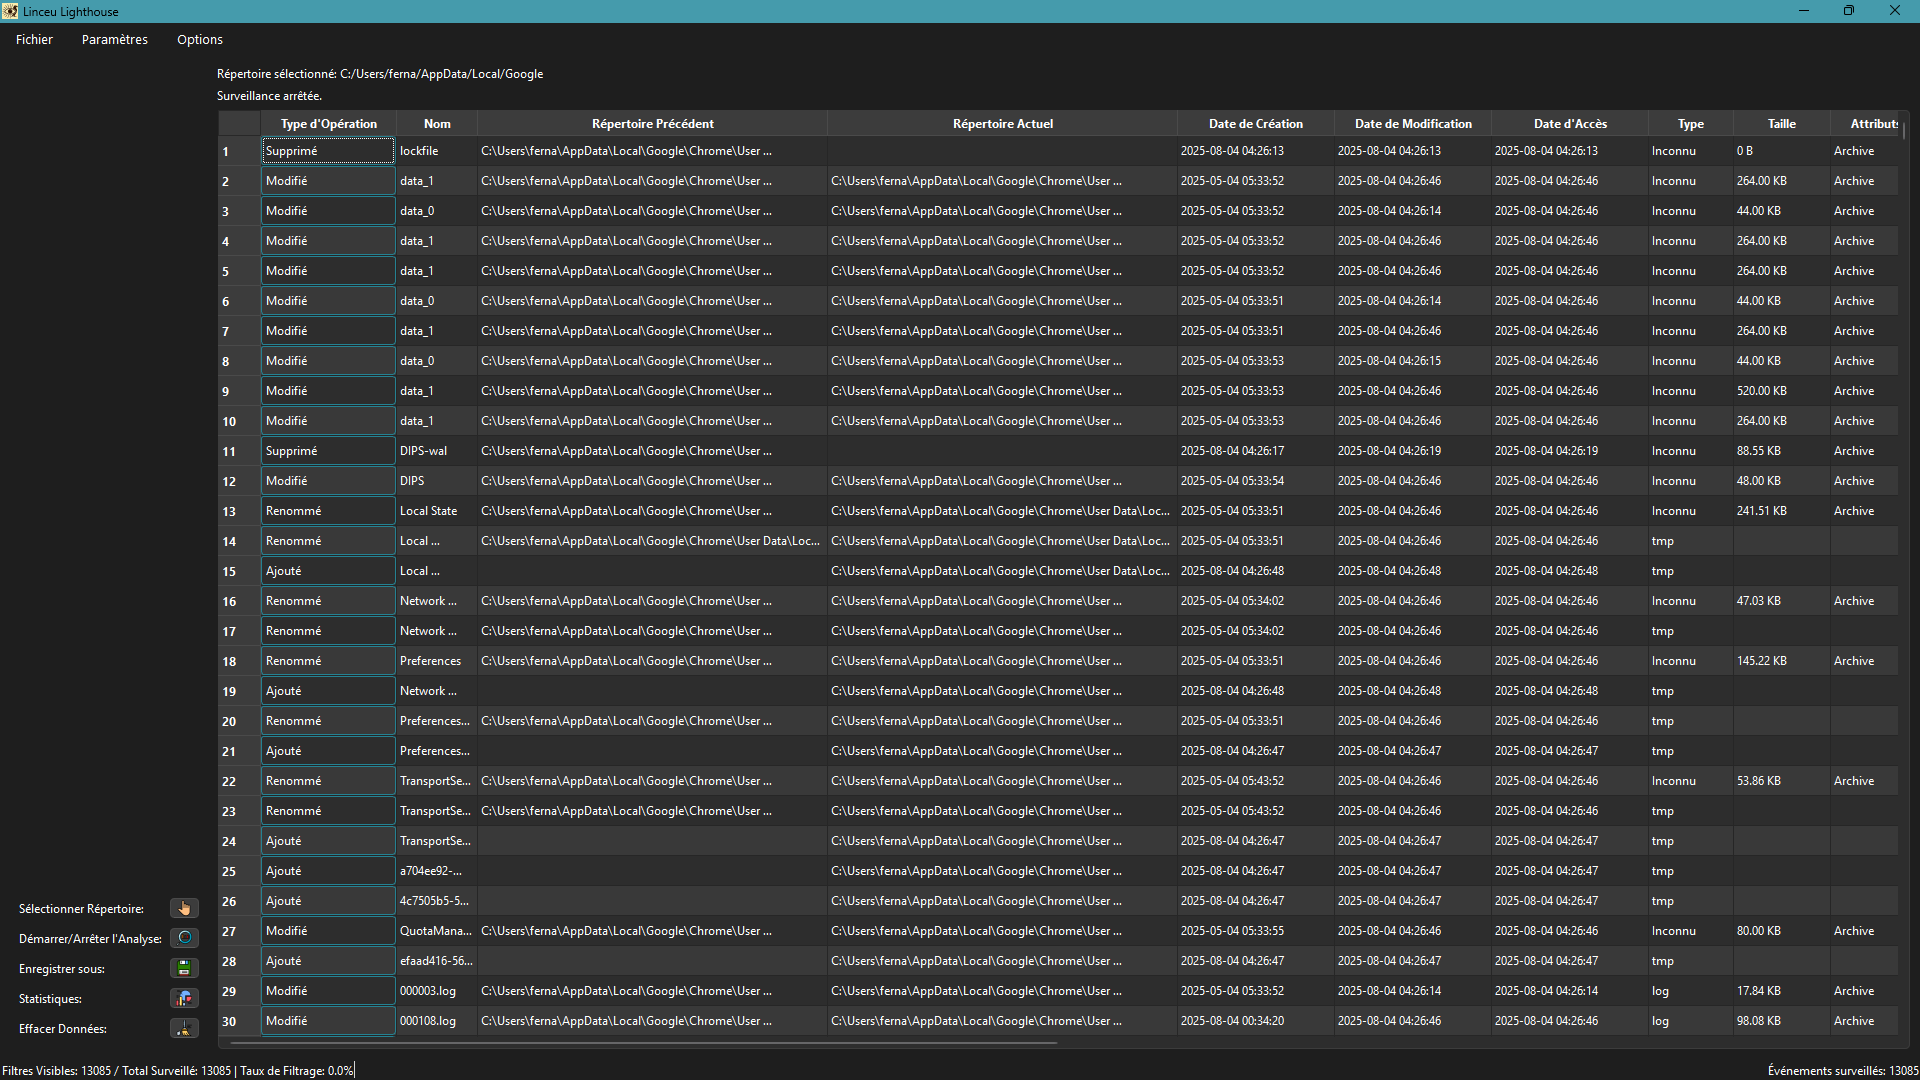 Linceu Lighthouse
Fichier Paramètres Options
Répertoire sélectionné: C:/Users/ferna/AppData/Local/Google
Surveillance arrêtée.
Type d'Opération Nom Répertoire Précédent Répertoire Actuel Date de Création Date de Modification Date d'Accès Type Taille Attributs
1 Supprimé lockfile C:\Users\ferna\AppData\Local\Google\Chrome\User ... 2025-08-04 04:26:13 2025-08-04 04:26:13 2025-08-04 04:26:13 Inconnu 0 B Archive
2 Modifié data_1 C:\Users\ferna\AppData\Local\Google\Chrome\User ... C:\Users\ferna\AppData\Local\Google\Chrome\User ... 2025-05-04 05:33:52 2025-08-04 04:26:46 2025-08-04 04:26:46 Inconnu 264.00 KB Archive
3 Modifié data_0 C:\Users\ferna\AppData\Local\Google\Chrome\User ... C:\Users\ferna\AppData\Local\Google\Chrome\User ... 2025-05-04 05:33:52 2025-08-04 04:26:14 2025-08-04 04:26:46 Inconnu 44.00 KB Archive
4 Modifié data_1 C:\Users\ferna\AppData\Local\Google\Chrome\User ... C:\Users\ferna\AppData\Local\Google\Chrome\User ... 2025-05-04 05:33:52 2025-08-04 04:26:46 2025-08-04 04:26:46 Inconnu 264.00 KB Archive
5 Modifié data_1 C:\Users\ferna\AppData\Local\Google\Chrome\User ... C:\Users\ferna\AppData\Local\Google\Chrome\User ... 2025-05-04 05:33:52 2025-08-04 04:26:46 2025-08-04 04:26:46 Inconnu 264.00 KB Archive
6 Modifié data_0 C:\Users\ferna\AppData\Local\Google\Chrome\User ... C:\Users\ferna\AppData\Local\Google\Chrome\User ... 2025-05-04 05:33:51 2025-08-04 04:26:14 2025-08-04 04:26:46 Inconnu 44.00 KB Archive
7 Modifié data_1 C:\Users\ferna\AppData\Local\Google\Chrome\User ... C:\Users\ferna\AppData\Local\Google\Chrome\User ... 2025-05-04 05:33:51 2025-08-04 04:26:46 2025-08-04 04:26:46 Inconnu 264.00 KB Archive
8 Modifié data_0 C:\Users\ferna\AppData\Local\Google\Chrome\User ... C:\Users\ferna\AppData\Local\Google\Chrome\User ... 2025-05-04 05:33:53 2025-08-04 04:26:15 2025-08-04 04:26:46 Inconnu 44.00 KB Archive
9 Modifié data_1 C:\Users\ferna\AppData\Local\Google\Chrome\User ... C:\Users\ferna\AppData\Local\Google\Chrome\User ... 2025-05-04 05:33:53 2025-08-04 04:26:46 2025-08-04 04:26:46 Inconnu 520.00 KB Archive
10 Modifié data_1 C:\Users\ferna\AppData\Local\Google\Chrome\User ... C:\Users\ferna\AppData\Local\Google\Chrome\User ... 2025-05-04 05:33:53 2025-08-04 04:26:46 2025-08-04 04:26:46 Inconnu 264.00 KB Archive
11 Supprimé DIPS-wal C:\Users\ferna\AppData\Local\Google\Chrome\User ... 2025-08-04 04:26:17 2025-08-04 04:26:19 2025-08-04 04:26:19 Inconnu 88.55 KB Archive
12 Modifié DIPS C:\Users\ferna\AppData\Local\Google\Chrome\User ... C:\Users\ferna\AppData\Local\Google\Chrome\User ... 2025-05-04 05:33:54 2025-08-04 04:26:46 2025-08-04 04:26:46 Inconnu 48.00 KB Archive
13 Renommé Local State C:\Users\ferna\AppData\Local\Google\Chrome\User ... C:\Users\ferna\AppData\Local\Google\Chrome\User Data\Loc... 2025-05-04 05:33:51 2025-08-04 04:26:46 2025-08-04 04:26:46 Inconnu 241.51 KB Archive
14 Renommé Local ... C:\Users\ferna\AppData\Local\Google\Chrome\User Data\Loc... C:\Users\ferna\AppData\Local\Google\Chrome\User Data\Loc... 2025-05-04 05:33:51 2025-08-04 04:26:46 2025-08-04 04:26:46 tmp
15 Ajouté Local ... C:\Users\ferna\AppData\Local\Google\Chrome\User Data\Loc... 2025-08-04 04:26:48 2025-08-04 04:26:48 2025-08-04 04:26:48 tmp
16 Renommé Network ... C:\Users\ferna\AppData\Local\Google\Chrome\User ... C:\Users\ferna\AppData\Local\Google\Chrome\User ... 2025-05-04 05:34:02 2025-08-04 04:26:46 2025-08-04 04:26:46 Inconnu 47.03 KB Archive
17 Renommé Network ... C:\Users\ferna\AppData\Local\Google\Chrome\User ... C:\Users\ferna\AppData\Local\Google\Chrome\User ... 2025-05-04 05:34:02 2025-08-04 04:26:46 2025-08-04 04:26:46 tmp
18 Renommé Preferences C:\Users\ferna\AppData\Local\Google\Chrome\User ... C:\Users\ferna\AppData\Local\Google\Chrome\User ... 2025-05-04 05:33:51 2025-08-04 04:26:46 2025-08-04 04:26:46 Inconnu 145.22 KB Archive
19 Ajouté Network ... C:\Users\ferna\AppData\Local\Google\Chrome\User ... 2025-08-04 04:26:48 2025-08-04 04:26:48 2025-08-04 04:26:48 tmp
20 Renommé Preferences... C:\Users\ferna\AppData\Local\Google\Chrome\User ... C:\Users\ferna\AppData\Local\Google\Chrome\User ... 2025-05-04 05:33:51 2025-08-04 04:26:46 2025-08-04 04:26:46 tmp
21 Ajouté Preferences... C:\Users\ferna\AppData\Local\Google\Chrome\User ... 2025-08-04 04:26:47 2025-08-04 04:26:47 2025-08-04 04:26:47 tmp
22 Renommé TransportSe... C:\Users\ferna\AppData\Local\Google\Chrome\User ... C:\Users\ferna\AppData\Local\Google\Chrome\User ... 2025-05-04 05:43:52 2025-08-04 04:26:46 2025-08-04 04:26:46 Inconnu 53.86 KB Archive
23 Renommé TransportSe... C:\Users\ferna\AppData\Local\Google\Chrome\User ... C:\Users\ferna\AppData\Local\Google\Chrome\User ... 2025-05-04 05:43:52 2025-08-04 04:26:46 2025-08-04 04:26:46 tmp
24 Ajouté TransportSe... C:\Users\ferna\AppData\Local\Google\Chrome\User ... 2025-08-04 04:26:47 2025-08-04 04:26:47 2025-08-04 04:26:47 tmp
25 Ajouté a704ee92-... C:\Users\ferna\AppData\Local\Google\Chrome\User ... 2025-08-04 04:26:47 2025-08-04 04:26:47 2025-08-04 04:26:47 tmp
26 Ajouté 4c7505b5-5... C:\Users\ferna\AppData\Local\Google\Chrome\User ... 2025-08-04 04:26:47 2025-08-04 04:26:47 2025-08-04 04:26:47 tmp
27 Modifié QuotaMana... C:\Users\ferna\AppData\Local\Google\Chrome\User ... C:\Users\ferna\AppData\Local\Google\Chrome\User ... 2025-05-04 05:33:55 2025-08-04 04:26:46 2025-08-04 04:26:46 Inconnu 80.00 KB Archive
28 Ajouté efaad416-56... C:\Users\ferna\AppData\Local\Google\Chrome\User ... 2025-08-04 04:26:47 2025-08-04 04:26:47 2025-08-04 04:26:47 tmp
29 Modifié 000003.log C:\Users\ferna\AppData\Local\Google\Chrome\User ... C:\Users\ferna\AppData\Local\Google\Chrome\User ... 2025-05-04 05:33:52 2025-08-04 04:26:14 2025-08-04 04:26:14 log 17.84 KB Archive
30 Modifié 000108.log C:\Users\ferna\AppData\Local\Google\Chrome\User ... C:\Users\ferna\AppData\Local\Google\Chrome\User ... 2025-08-04 00:34:20 2025-08-04 04:26:46 2025-08-04 04:26:46 log 98.08 KB Archive
Sélectionner Répertoire:
Démarrer/Arrêter l'Analyse:
Enregistrer sous:
Statistiques:
Effacer Données:
Filtres Visibles: 13085 / Total Surveillé: 13085 | Taux de Filtrage: 0.0%
Événements surveillés: 13085